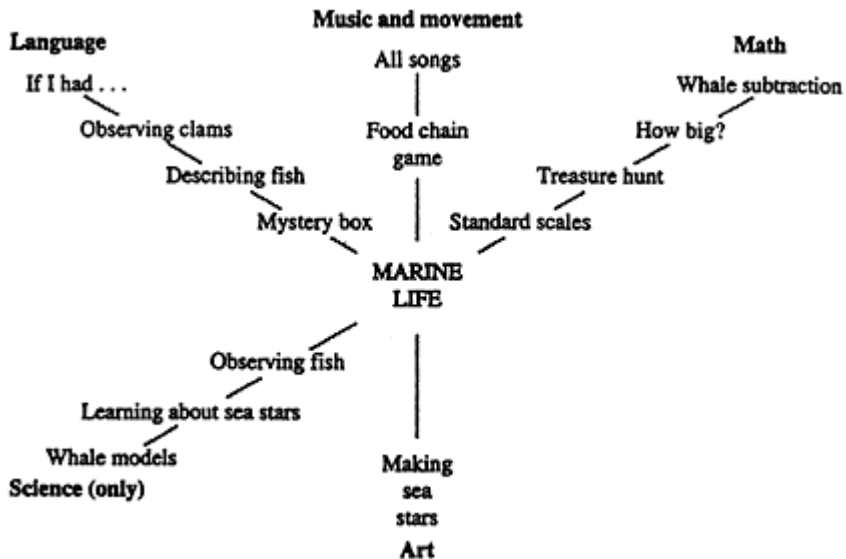 Music and movement
Language
Math
All songs
If I had . . .
Whale subtraction
Observing clams
Food chain
game
How big?
Describing fish
Treasure hunt
Mystery box
Standard scales
MARINE
LIFE
Observing fish
Learning about sea stars
Whale models
Science (only)
Making
sea
stars
Art